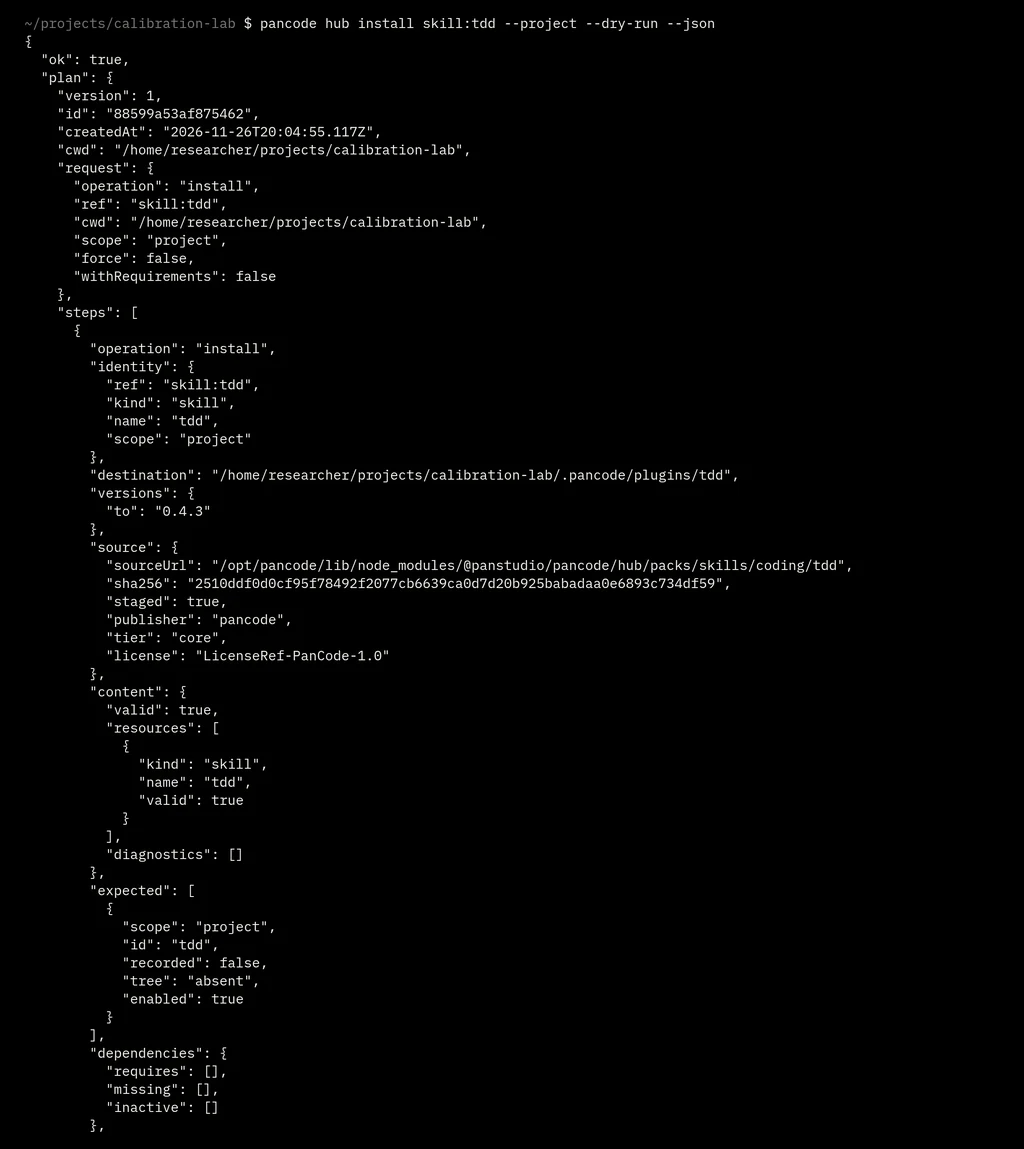 ~/projects/calibration-lab $ pancode hub install skill:tdd --project --dry-run --json
{
  "ok": true,
  "plan": {
    "version": 1,
    "id": "88599a53af875462",
    "createdAt": "2026-11-26T20:04:55.117Z",
    "cwd": "/home/researcher/projects/calibration-lab",
    "request": {
      "operation": "install",
      "ref": "skill:tdd",
      "cwd": "/home/researcher/projects/calibration-lab",
      "scope": "project",
      "force": false,
      "withRequirements": false
    },
    "steps": [
      {
        "operation": "install",
        "identity": {
          "ref": "skill:tdd",
          "kind": "skill",
          "name": "tdd",
          "scope": "project"
        },
        "destination": "/home/researcher/projects/calibration-lab/.pancode/plugins/tdd",
        "versions": {
          "to": "0.4.3"
        },
        "source": {
          "sourceUrl": "/opt/pancode/lib/node_modules/@panstudio/pancode/hub/packs/skills/coding/tdd",
          "sha256": "2510ddf0d0cf95f78492f2077cb6639ca0d7d20b925babadaa0e6893c734df59",
          "staged": true,
          "publisher": "pancode",
          "tier": "core",
          "license": "LicenseRef-PanCode-1.0"
        },
        "content": {
          "valid": true,
          "resources": [
            {
              "kind": "skill",
              "name": "tdd",
              "valid": true
            }
          ],
          "diagnostics": []
        },
        "expected": [
          {
            "scope": "project",
            "id": "tdd",
            "recorded": false,
            "tree": "absent",
            "enabled": true
          }
        ],
        "dependencies": {
          "requires": [],
          "missing": [],
          "inactive": []
        },